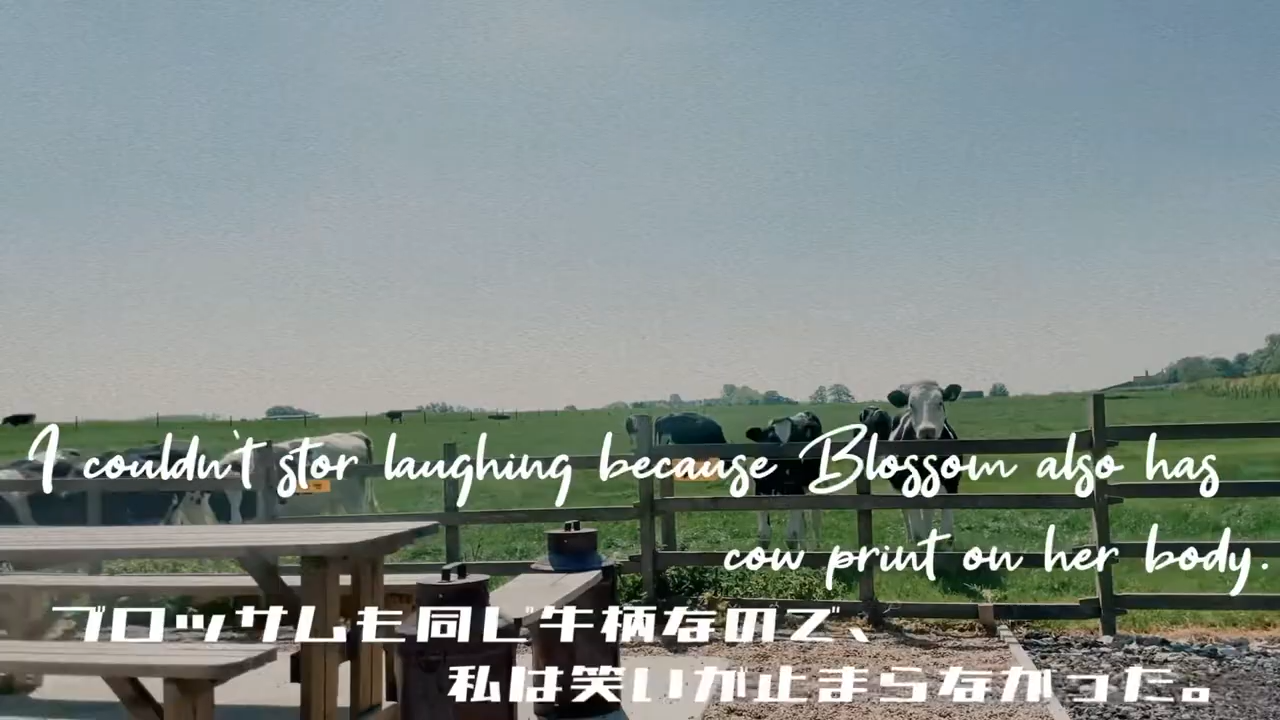 I couldn't stor laughing because Blossom also has
cow print on her body.
ブロッサムも同じ牛柄なので、
私は笑いが止まらなかった。